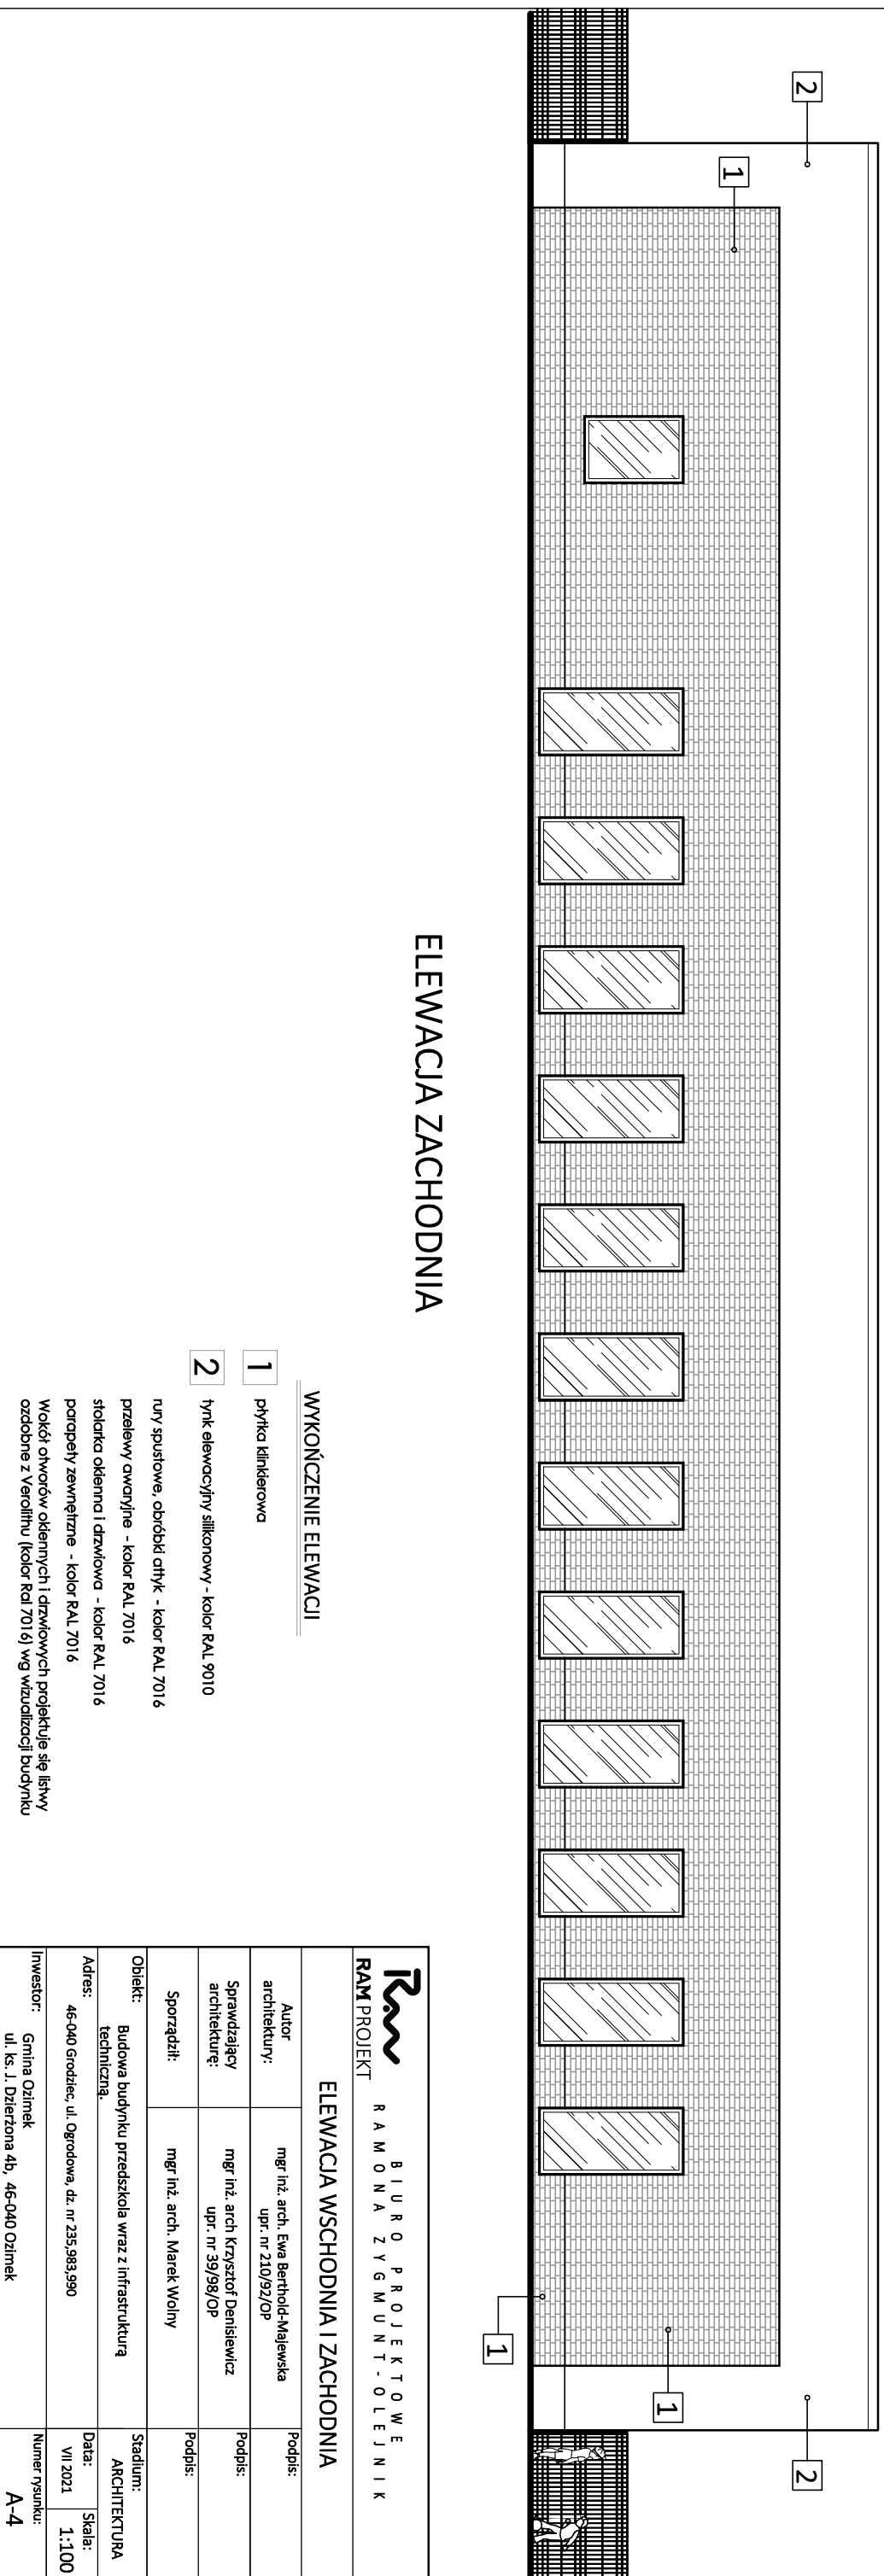 2
1
1
1
2
ELEWACJA ZACHODNIA
WYKOŃCZENIE ELEWACJI
1 płytka klinkierowa
2 tynk elewacyjny silikonowy - kolor RAL 9010
rury spustowe, obróbki attyk - kolor RAL 7016
przelewy awaryjne - kolor RAL 7016
stolarka okienna i drzwiowa - kolor RAL 7016
parapety zewnętrzne - kolor RAL 7016
Wokół otworów okiennych i drzwiowych projektuje się listwy
ozdobne z Verolithu (kolor Ral 7016) wg wizualizacji budynku
Ram
RAM PROJEKT
BIURO PROJEKTOWE
RAMONA ZYGMUNT-OLEJNIK
ELEWACJA WSCHODNIA I ZACHODNIA
Autor
architektury:
mgr inż. arch. Ewa Berthold-Majewska
upr. nr 210/92/OP
Podpis:
Sprawdzający
architekturę:
mgr inż. arch Krzysztof Denisiewicz
upr. nr 39/98/OP
Podpis:
Sporządził:
mgr inż. arch. Marek Wolny
Podpis:
Obiekt:
Budowa budynku przedszkola wraz z infrastrukturą
techniczną.
Stadium:
ARCHITEKTURA
Adres:
46-040 Grodziec, ul. Ogrodowa, dz. nr 235,983,990
Data:
VII 2021
Skala:
1:100
Inwestor:
Gmina Ozimek
ul. ks. J. Dzierżona 4b, 46-040 Ozimek
Numer rysunku:
A-4